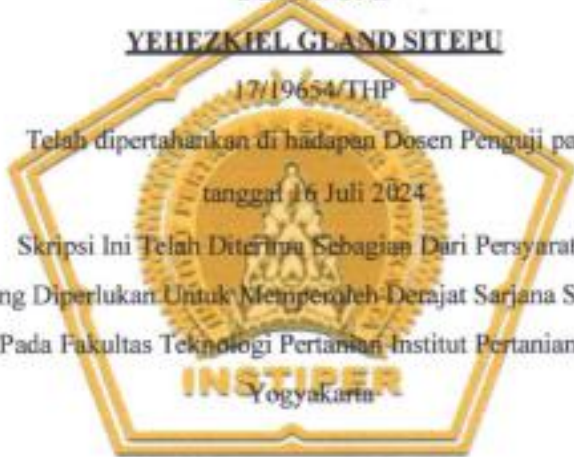 YEHEZKIEL GLAND SITEPU
17/19654/THP
Telah dipertahankan di hadapan Dosen Penguji pa
tanggal 16 Juli 2024
Skripsi Ini Telah Diterima Sebagian Dari Persyarat
ng Diperlukan Untuk Memperoleh Derajat Sarjana S
Pada Fakultas Teknologi Pertanian Institut Pertanian
Yogyakarta
INSTIPER